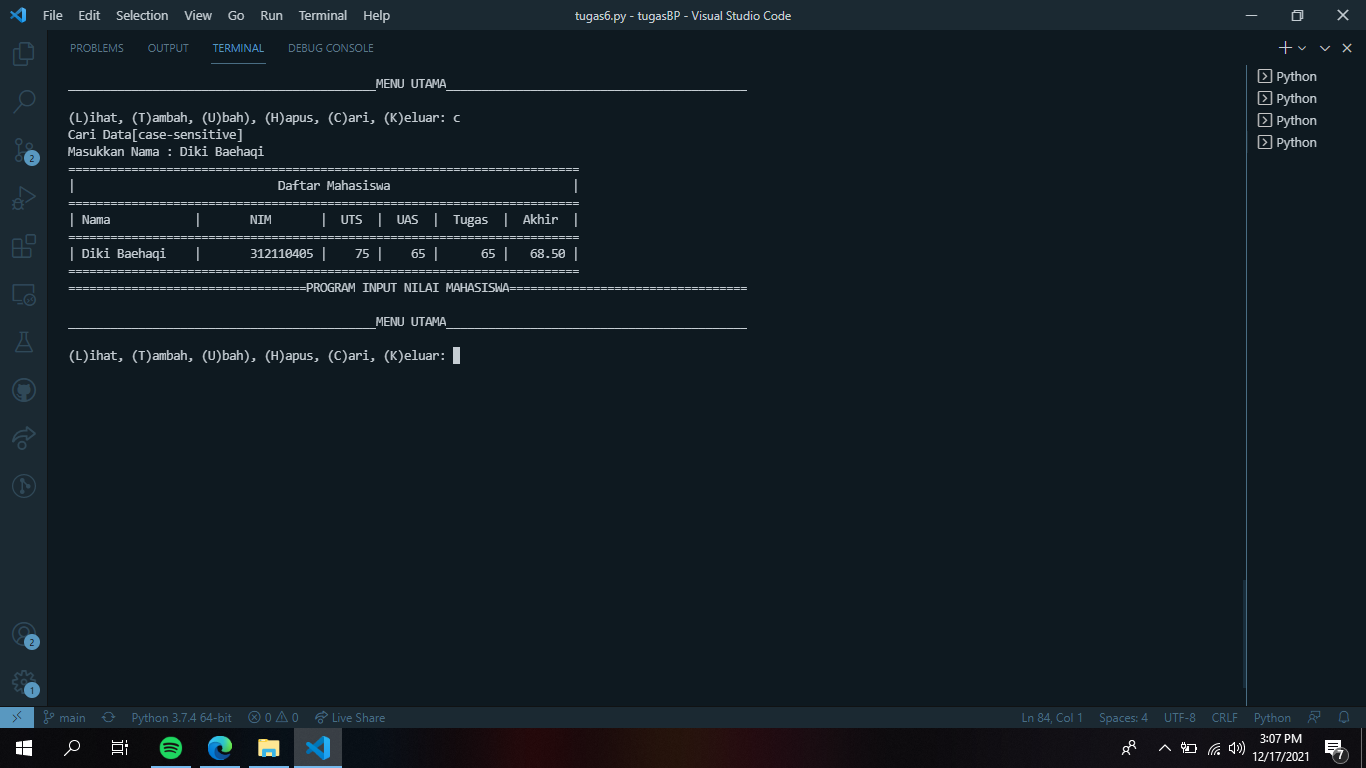 File Edit Selection View Go Run Terminal Help tugas6.py - tugasBP - Visual Studio Code
PROBLEMS OUTPUT TERMINAL DEBUG CONSOLE
____________________________________________MENU UTAMA___________________________________________
(L)ihat, (T)ambah, (U)bah), (H)apus, (C)ari, (K)eluar: c
Cari Data[case-sensitive]
Masukkan Nama : Diki Baehaqi
=========================================================================
| Daftar Mahasiswa |
=========================================================================
| Nama | NIM | UTS | UAS | Tugas | Akhir |
=========================================================================
| Diki Baehaqi | 312110405 | 75 | 65 | 65 | 68.50 |
=========================================================================
==================================PROGRAM INPUT NILAI MAHASISWA==================================
____________________________________________MENU UTAMA___________________________________________
(L)ihat, (T)ambah, (U)bah), (H)apus, (C)ari, (K)eluar:
Python
Python
Python
Python
2
2
1
main Python 3.7.4 64-bit 0 0 Live Share Ln 84, Col 1 Spaces: 4 UTF-8 CRLF Python
3:07 PM
12/17/2021
7